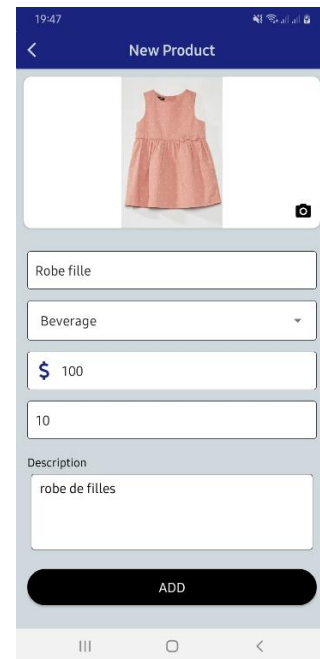 19:47
New Product
Robe fille
Beverage
$ 100
10
Description
robe de filles
ADD